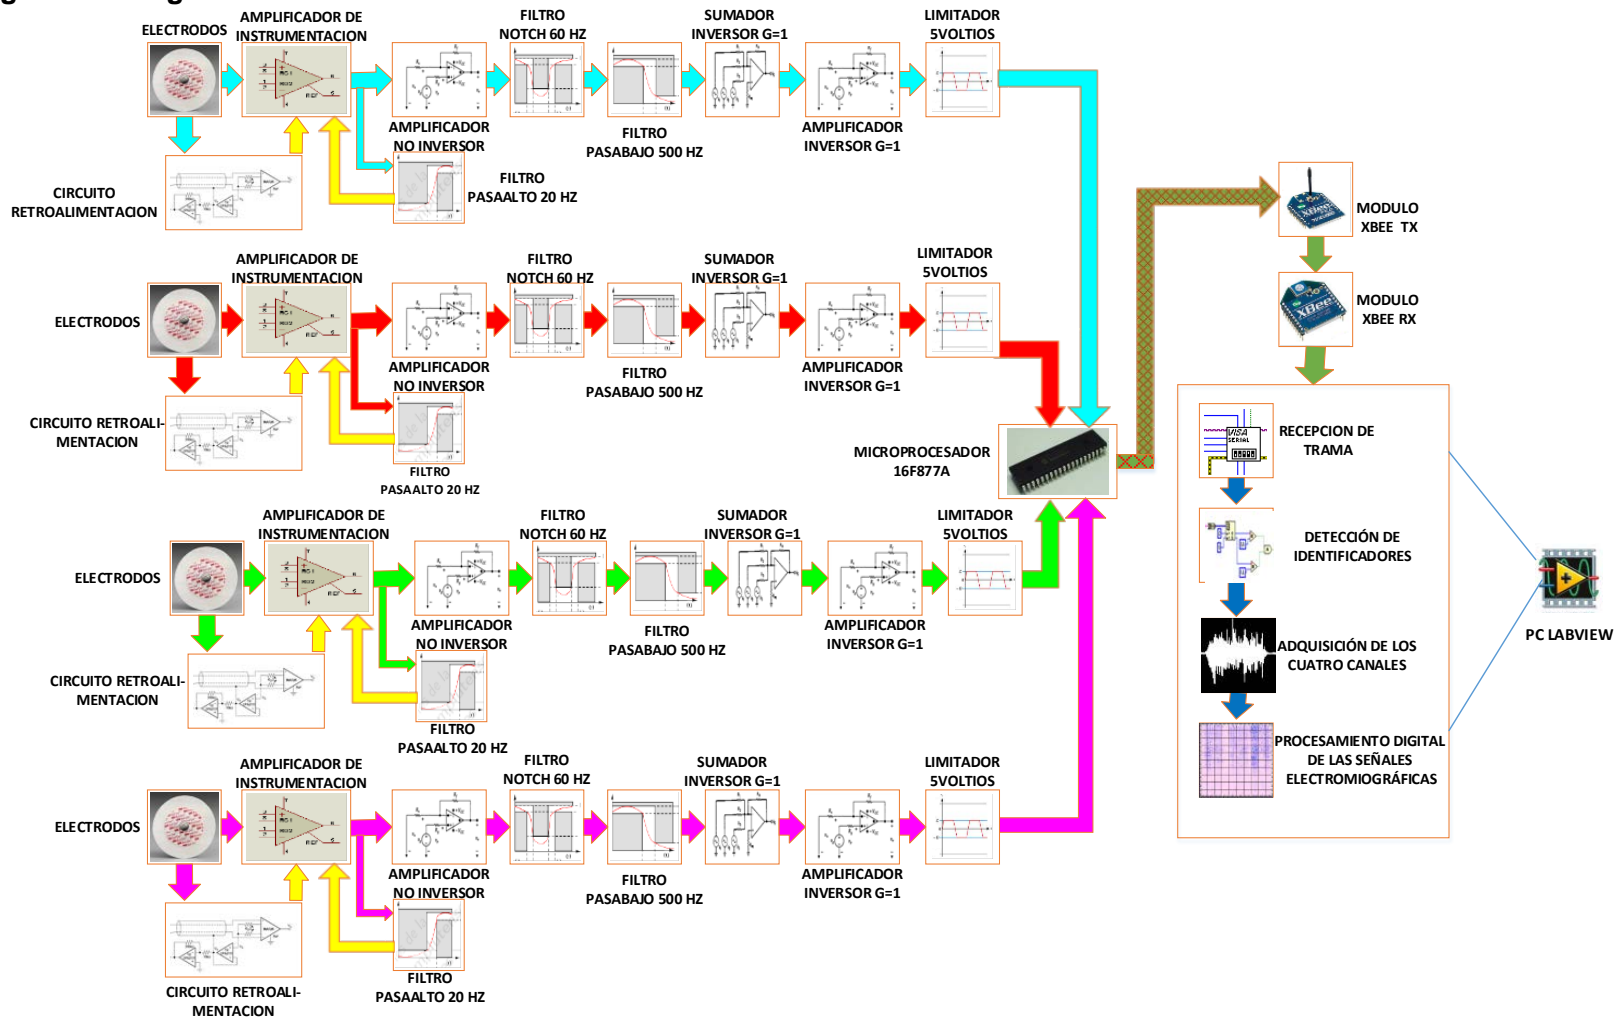 ELECTRODOS
AMPLIFICADOR DE
INSTRUMENTACION
FILTRO
NOTCH 60 HZ
SUMADOR
INVERSOR G=1
LIMITADOR
5VOLTIOS
AMPLIFICADOR
NO INVERSOR
FILTRO
PASABAJO 500 HZ
AMPLIFICADOR
INVERSOR G=1
CIRCUITO
RETROALIMENTACION
FILTRO
PASAALTO 20 HZ
AMPLIFICADOR DE
INSTRUMENTACION
FILTRO
NOTCH 60 HZ
SUMADOR
INVERSOR G=1
LIMITADOR
5VOLTIOS
ELECTRODOS
AMPLIFICADOR
NO INVERSOR
FILTRO
PASABAJO 500 HZ
AMPLIFICADOR
INVERSOR G=1
CIRCUITO RETROALI-
MENTACION
FILTRO
PASAALTO 20 HZ
MICROPROCESADOR
16F877A
AMPLIFICADOR DE
INSTRUMENTACION
FILTRO
NOTCH 60 HZ
SUMADOR
INVERSOR G=1
LIMITADOR
5VOLTIOS
ELECTRODOS
AMPLIFICADOR
NO INVERSOR
FILTRO
PASABAJO 500 HZ
AMPLIFICADOR
INVERSOR G=1
CIRCUITO RETROALI-
MENTACION
FILTRO
PASAALTO 20 HZ
AMPLIFICADOR DE
INSTRUMENTACION
FILTRO
NOTCH 60 HZ
SUMADOR
INVERSOR G=1
LIMITADOR
5VOLTIOS
ELECTRODOS
AMPLIFICADOR
NO INVERSOR
FILTRO
PASABAJO 500 HZ
AMPLIFICADOR
INVERSOR G=1
CIRCUITO RETROALI-
MENTACION
FILTRO
PASAALTO 20 HZ
MODULO
XBEE TX
MODULO
XBEE RX
VISA
SERIAL
RECEPCION DE
TRAMA
DETECCIÓN DE
IDENTIFICADORES
ADQUISICIÓN DE LOS
CUATRO CANALES
PROCESAMIENTO DIGITAL
DE LAS SEÑALES
ELECTROMIOGRÁFICAS
PC LABVIEW